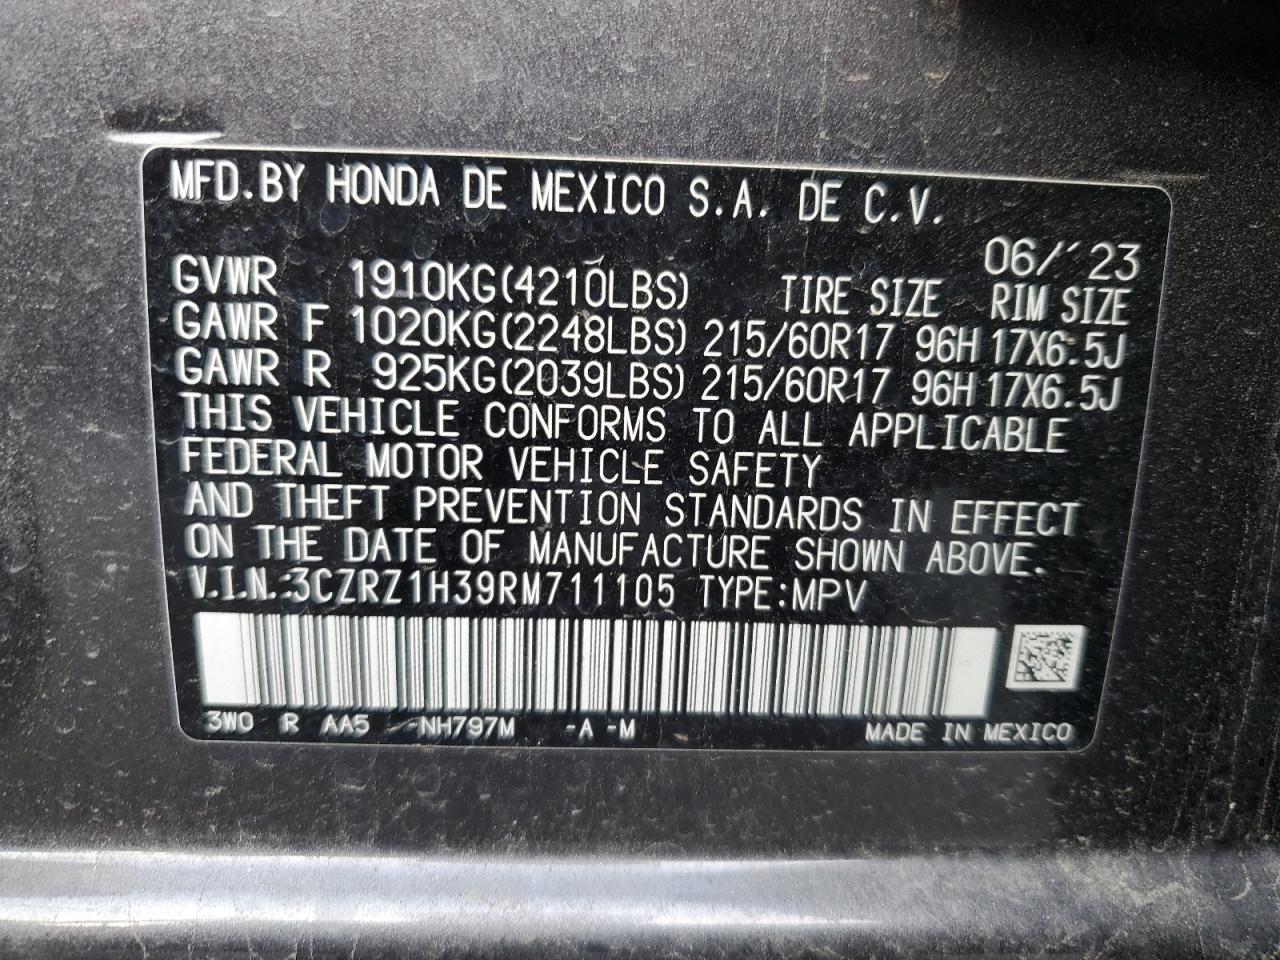 MFD.BY HONDA DE MEXICO S.A. DE C.V.
06/´23
GVWR 1910KG(4210LBS) TIRE SIZE RIM SIZE
GAWR F 1020KG(2248LBS) 215/60R17 96H 17X6.5J
GAWR R 925KG(2039LBS) 215/60R17 96H 17X6.5J
THIS VEHICLE CONFORMS TO ALL APPLICABLE
FEDERAL MOTOR VEHICLE SAFETY
AND THEFT PREVENTION STANDARDS IN EFFECT
ON THE DATE OF MANUFACTURE SHOWN ABOVE.
V.I.N.:3CZRZ1H39RM711105 TYPE:MPV
3W0 R AA5 -NH797M -A -M MADE IN MEXICO